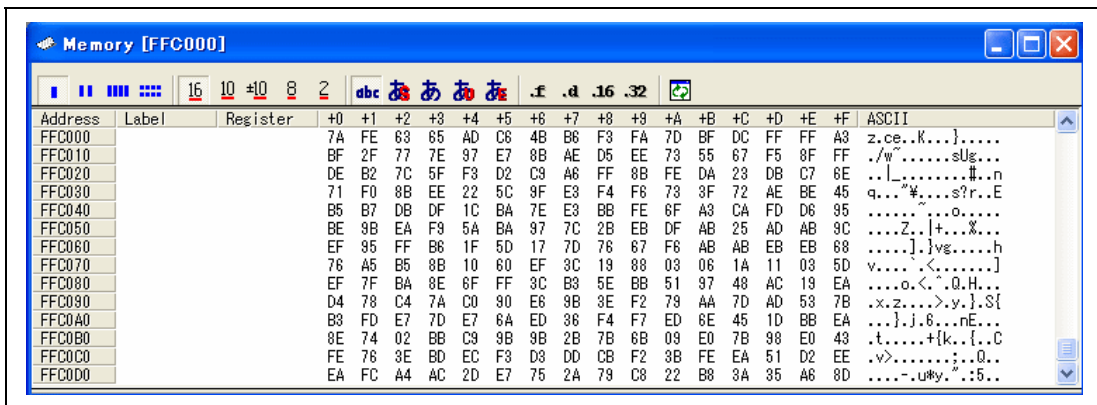 Memory [FFC000]
16 10 ±10 8 2 abc あS あ あD あE .f .d .16 .32
Address Label Register +0 +1 +2 +3 +4 +5 +6 +7 +8 +9 +A +B +C +D +E +F ASCII
FFC000 7A FE 63 65 AD C6 4B B6 F3 FA 7D BF DC FF FF A3 z.ce..K...}.....
FFC010 BF 2F 77 7E 97 E7 8B AE D5 EE 73 55 67 F5 8F FF ./w~......sUg...
FFC020 DE B2 7C 5F F3 D2 C9 A6 FF 8B FE DA 23 DB C7 6E ..|_........#..n
FFC030 71 F0 8B EE 22 5C 9F E3 F4 F6 73 3F 72 AE BE 45 q..."¥....s?r..E
FFC040 B5 B7 DB DF 1C BA 7E E3 BB FE 6F A3 CA FD D6 95 ......~...o.....
FFC050 BE 9B EA F9 5A BA 97 7C 2B EB DF AB 25 AD AB 9C ....Z..|+...%...
FFC060 EF 95 FF B6 1F 5D 17 7D 76 67 F6 AB AB EB EB 68 .....].}vg.....h
FFC070 76 A5 B5 8B 10 60 EF 3C 19 88 03 06 1A 11 03 5D v....`.<.......]
FFC080 EF 7F BA 8E 6F FF 3C B3 5E BB 51 97 48 AC 19 EA ....o.<.^.Q.H...
FFC090 D4 78 C4 7A C0 90 E6 9B 3E F2 79 AA 7D AD 53 7B .x.z....>.y.}.S{
FFC0A0 B3 FD E7 7D E7 6A ED 36 F4 F7 ED 6E 45 1D BB EA ...}.j.6...nE...
FFC0B0 8E 74 02 BB C9 9B 9B 2B 7B 6B 09 E0 7B 98 E0 43 .t.....+{k..{..C
FFC0C0 FE 76 3E BD EC F3 D3 DD CB F2 3B FE EA 51 D2 EE .v>.......;..Q..
FFC0D0 EA FC A4 AC 2D E7 75 2A 79 C8 22 B8 3A 35 A6 8D ....-.u*y.".:5..